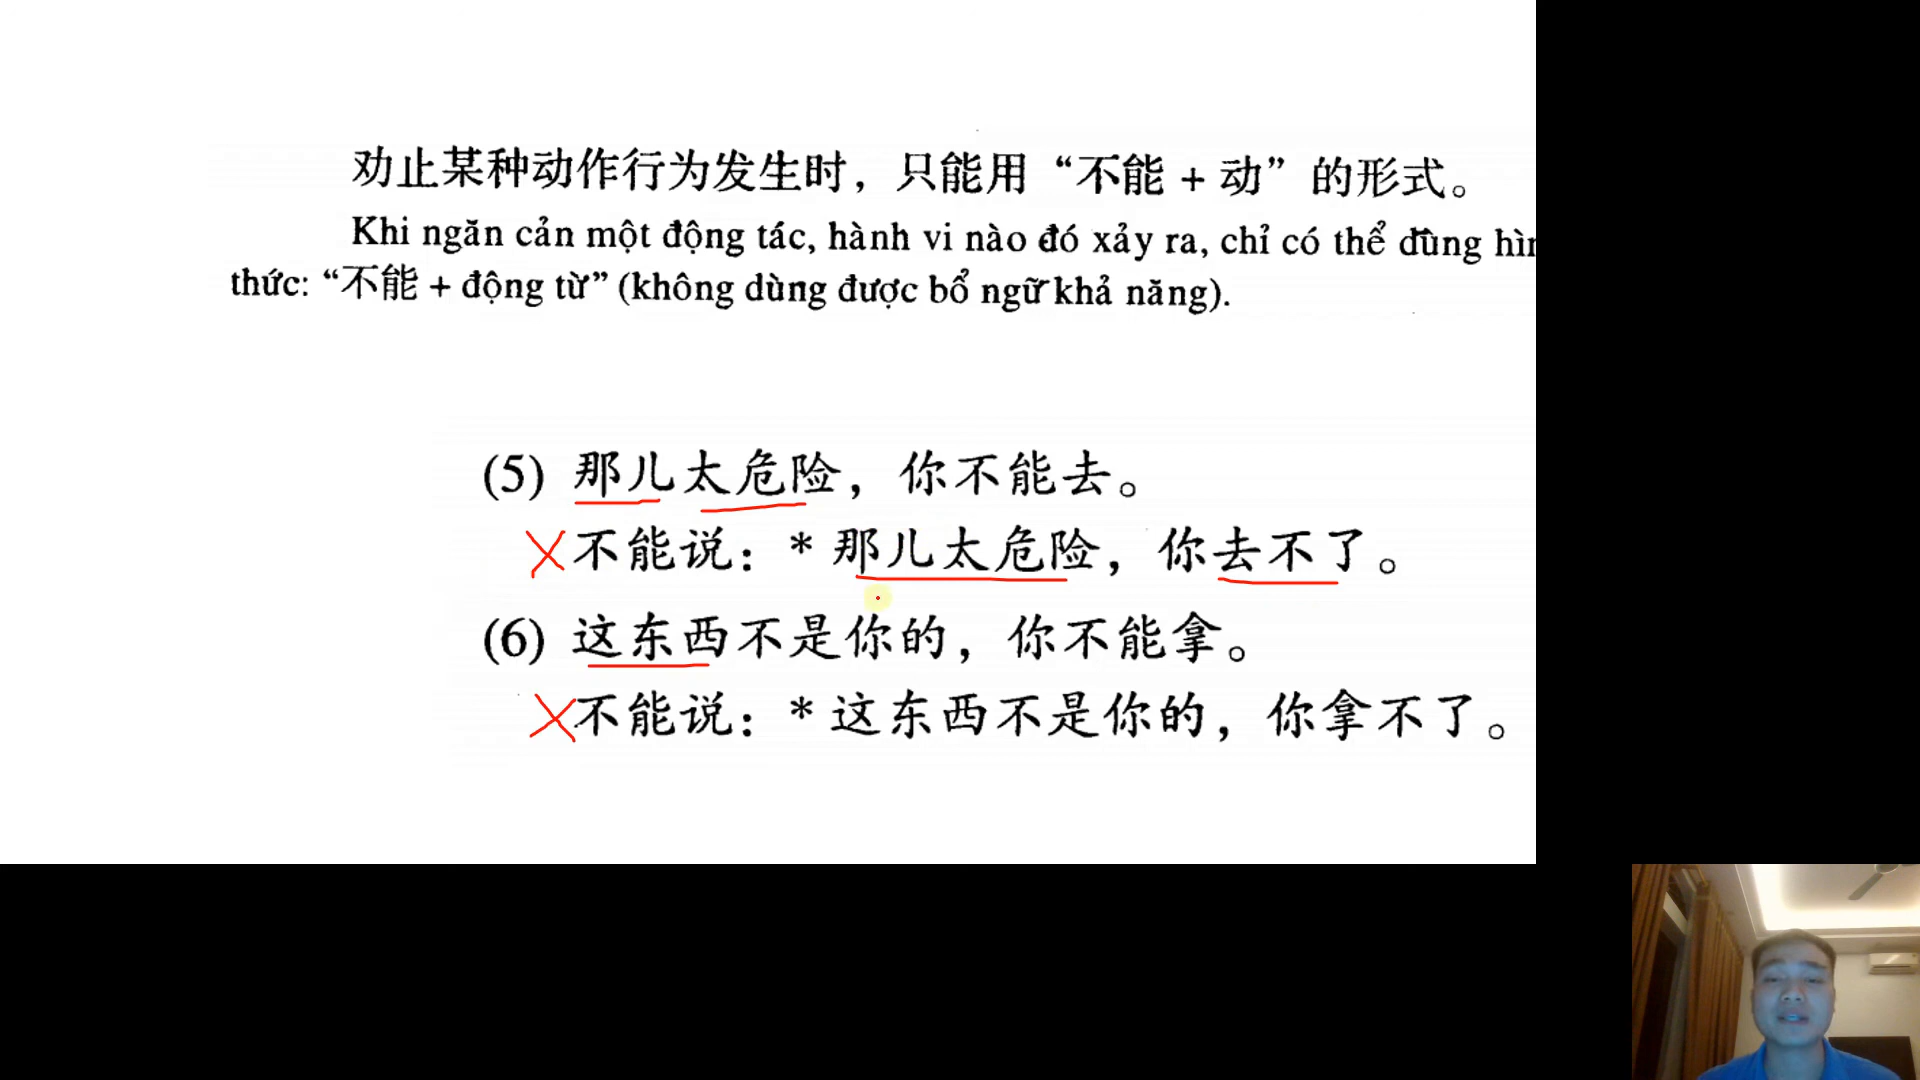 劝止某种动作行为发生时，只能用“不能 + 动”的形式。
Khi ngăn cản một động tác, hành vi nào đó xảy ra, chỉ có thể dùng hìn
thức: “不能 + động từ” (không dùng được bổ ngữ khả năng).
(5) 那儿太危险，你不能去。
不能说：* 那儿太危险，你去不了。
(6) 这东西不是你的，你不能拿。
不能说：* 这东西不是你的，你拿不了。